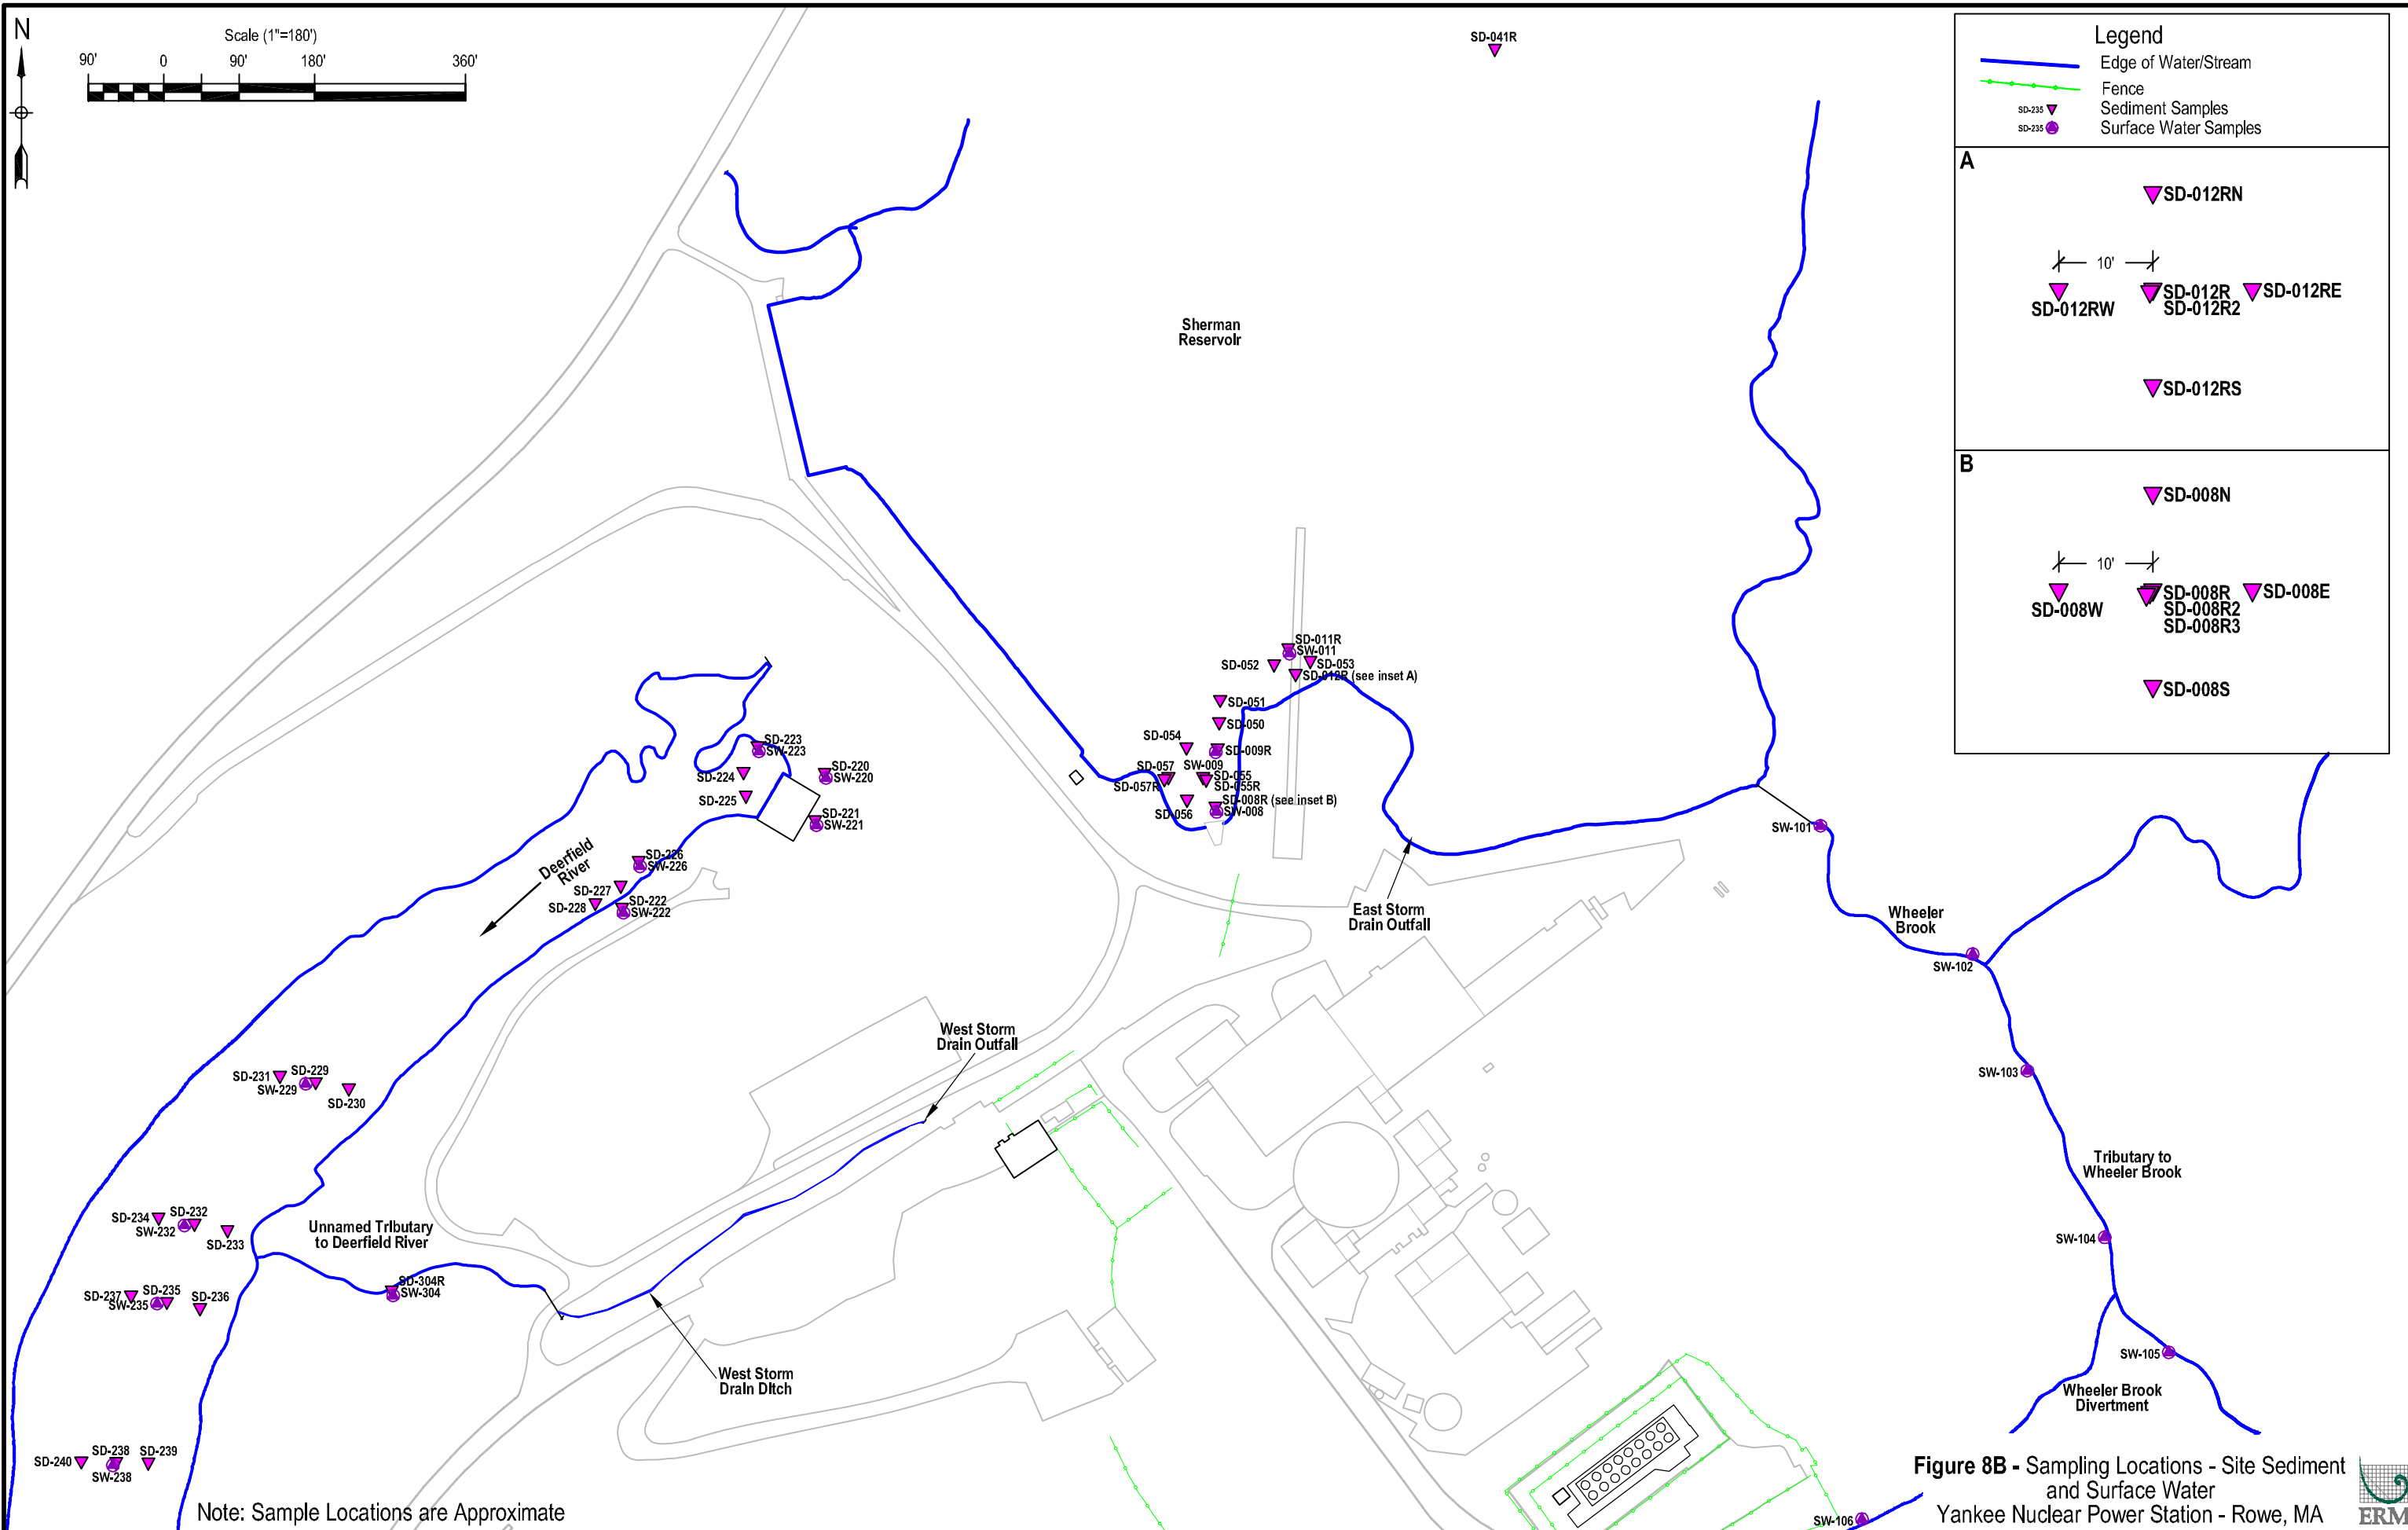 N
Scale (1"=180')
90' 0 90' 180' 360'
SD-041R
Legend
Edge of Water/Stream
Fence
SD-235 Sediment Samples
SD-235 Surface Water Samples
A
SD-012RN
10'
SD-012RW
SD-012R
SD-012R2
SD-012RE
SD-012RS
B
SD-008N
10'
SD-008W
SD-008R
SD-008R2
SD-008R3
SD-008E
SD-008S
Sherman
Reservoir
SD-011R
SW-011
SD-052
SD-053
SD-012R (see inset A)
SD-051
SD-050
SD-054
SD-009R
SW-009
SD-057
SD-057R
SD-055
SD-055R
SD-056
SD-008R (see inset B)
SW-008
SD-223
SW-223
SD-224
SD-220
SW-220
SD-225
SD-221
SW-221
SD-226
SW-226
SD-227
SD-228
SD-222
SW-222
Deerfield
River
East Storm
Drain Outfall
SW-101
Wheeler
Brook
SW-102
SW-103
Tributary to
Wheeler Brook
SW-104
SW-105
Wheeler Brook
Divertment
SW-106
West Storm
Drain Outfall
SD-231
SD-229
SW-229
SD-230
SD-234
SD-232
SW-232
SD-233
Unnamed Tributary
to Deerfield River
SD-304R
SW-304
SD-237
SD-235
SW-235
SD-236
West Storm
Drain Ditch
SD-240
SD-238
SW-238
SD-239
Note: Sample Locations are Approximate
Figure 8B - Sampling Locations - Site Sediment
and Surface Water
Yankee Nuclear Power Station - Rowe, MA
ERM